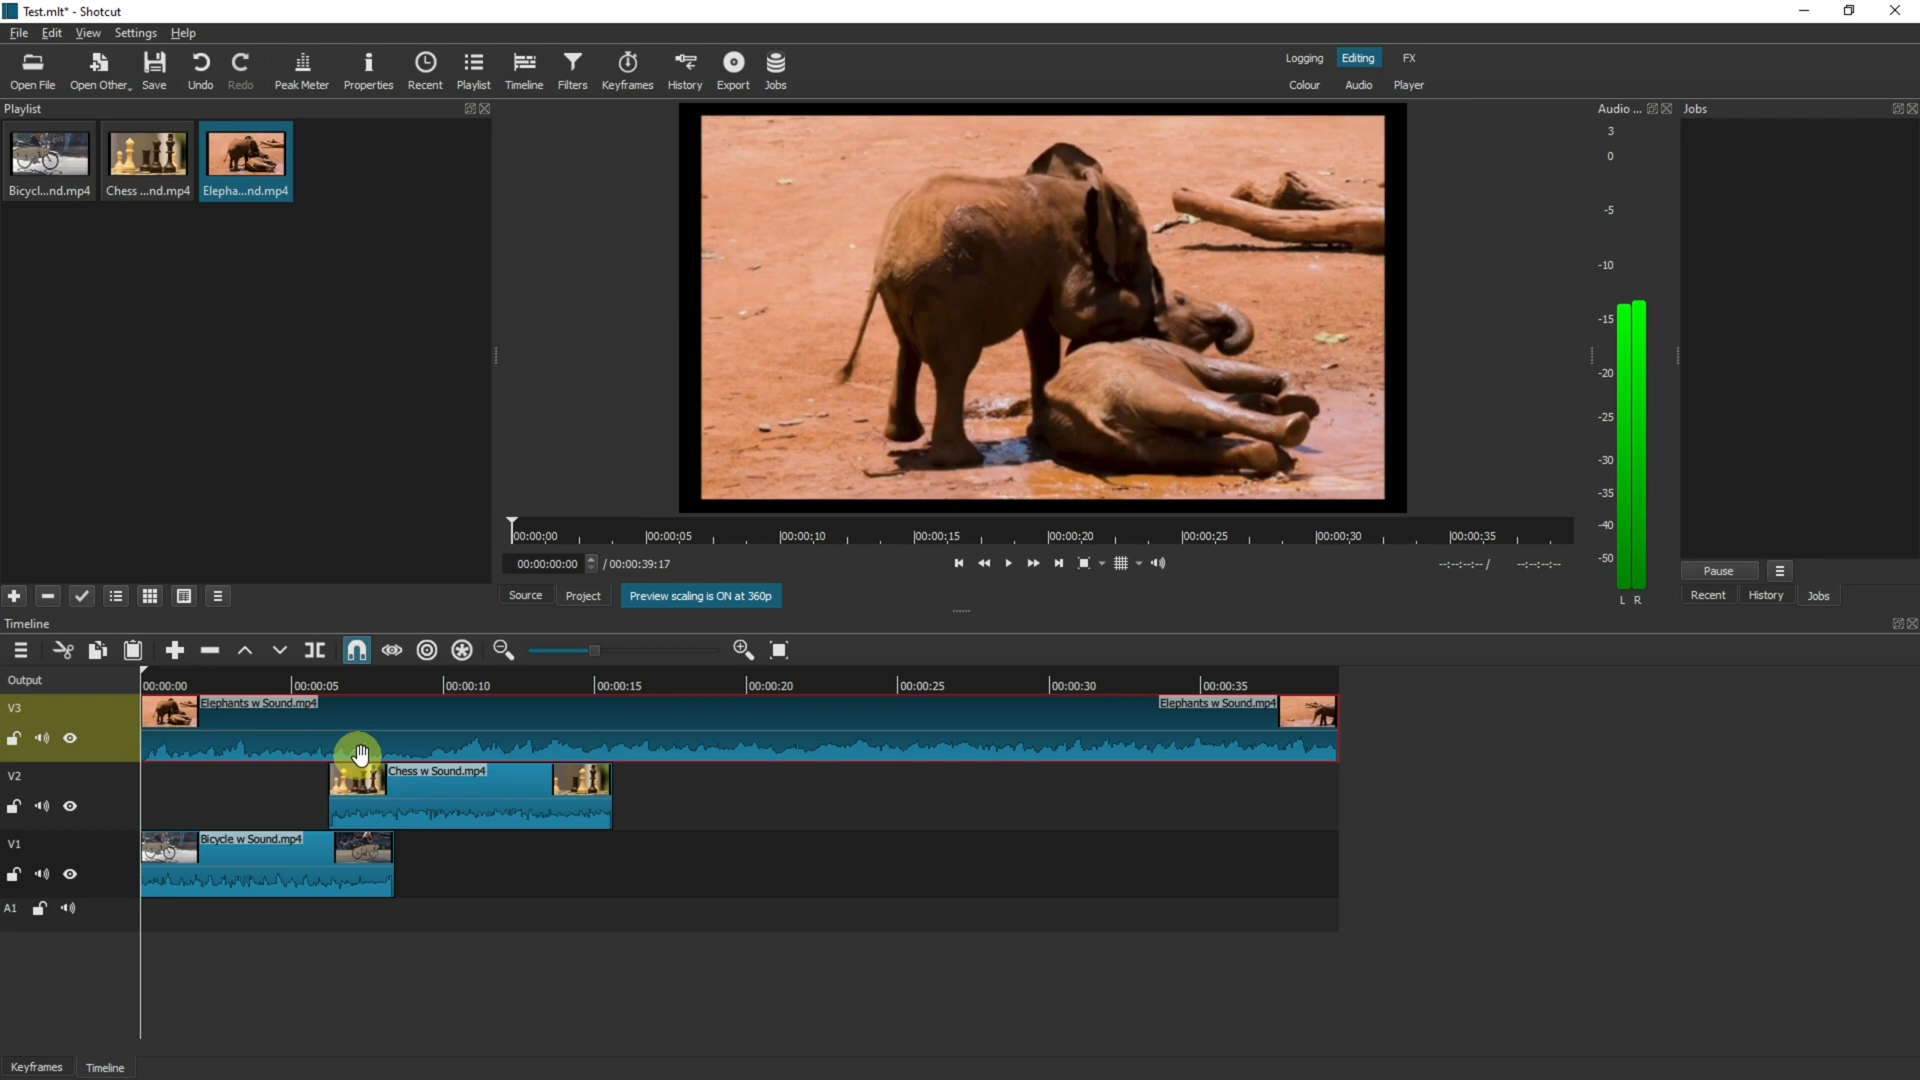 Test.mlt* - Shotcut
File Edit View Settings Help
Open File Open Other Save Undo Redo Peak Meter Properties Recent Playlist Timeline Filters Keyframes History Export Jobs
Logging Editing FX
Colour Audio Player
Playlist
Audio ...
Jobs
Bicycl...nd.mp4 Chess ...nd.mp4 Elepha...nd.mp4
3
0
-5
-10
-15
-20
-25
-30
-35
-40
-50
L R
00:00:00 00:00:05 00:00:10 00:00:15 00:00:20 00:00:25 00:00:30 00:00:35
00:00:00:00 / 00:00:39:17
--:--:--:-- / --:--:--:--
Source Project Preview scaling is ON at 360p
Pause
Recent History Jobs
Timeline
Output
00:00:00 00:00:05 00:00:10 00:00:15 00:00:20 00:00:25 00:00:30 00:00:35
V3
Elephants w Sound.mp4 Elephants w Sound.mp4
V2
Chess w Sound.mp4
V1
Bicycle w Sound.mp4
A1
Keyframes Timeline